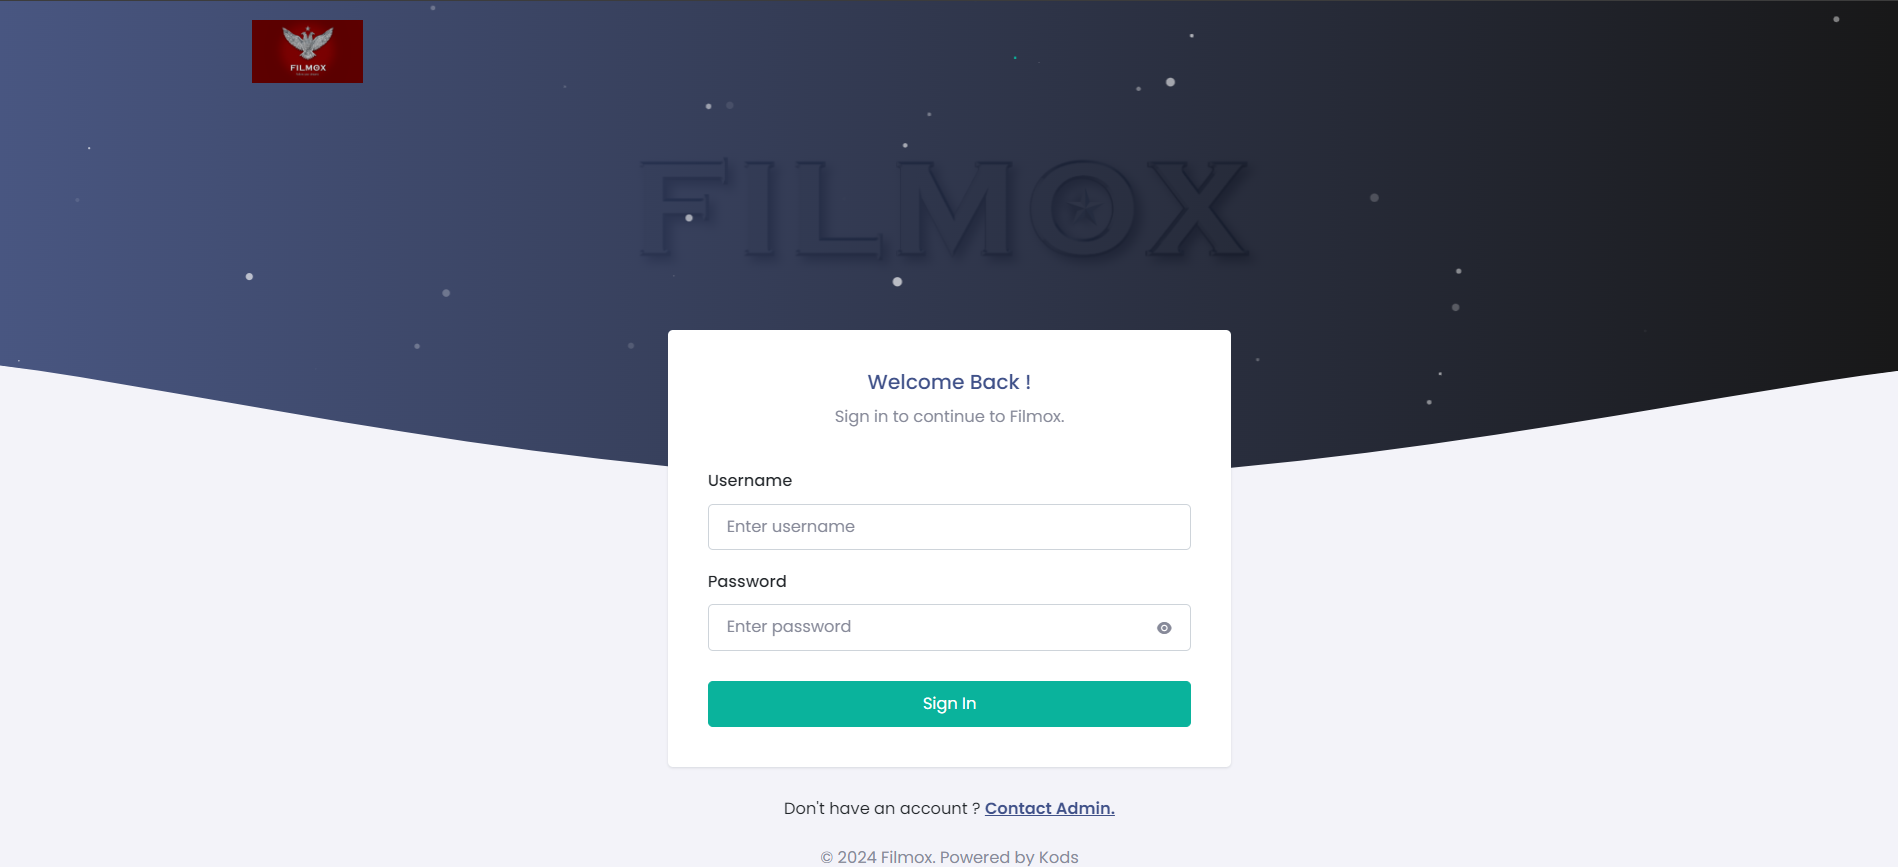 FILMOX
FILMOX
Welcome Back !
Sign in to continue to Filmox.
Username
Enter username
Password
Enter password
Sign In
Don't have an account ? Contact Admin.
© 2024 Filmox. Powered by Kods